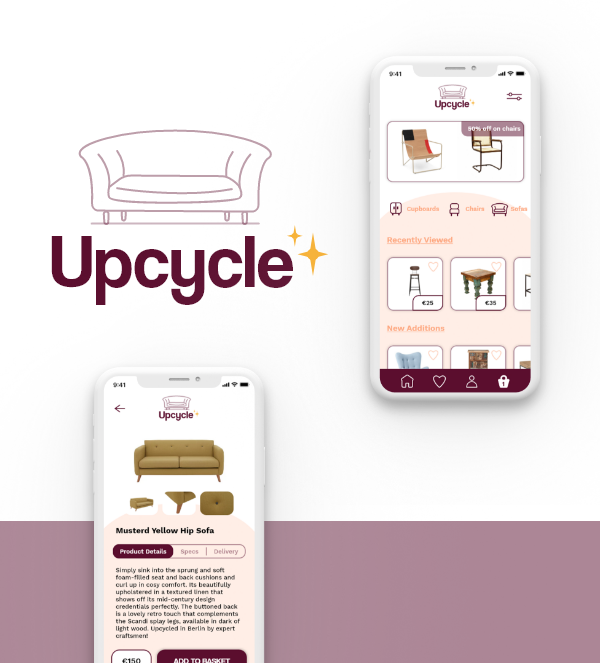 Upcycle
9:41
Upcycle
50% off on chairs
Cupboards Chairs Sofas
Recently Viewed
€25 €35
New Additions
9:41
Upcycle
Musterd Yellow Hip Sofa
Product Details Specs Delivery
Simply sink into the sprung and soft
foam-filled seat and back cushions and
curl up in cosy comfort. Its beautifully
upholstered in a textured linen that
shows off its mid-century design
credentials perfectly. The buttoned back
is a lovely retro touch that complements
the Scandi splay legs, available in dark of
light wood. Upcycled in Berlin by expert
craftsmen!
€150 ADD TO BASKET